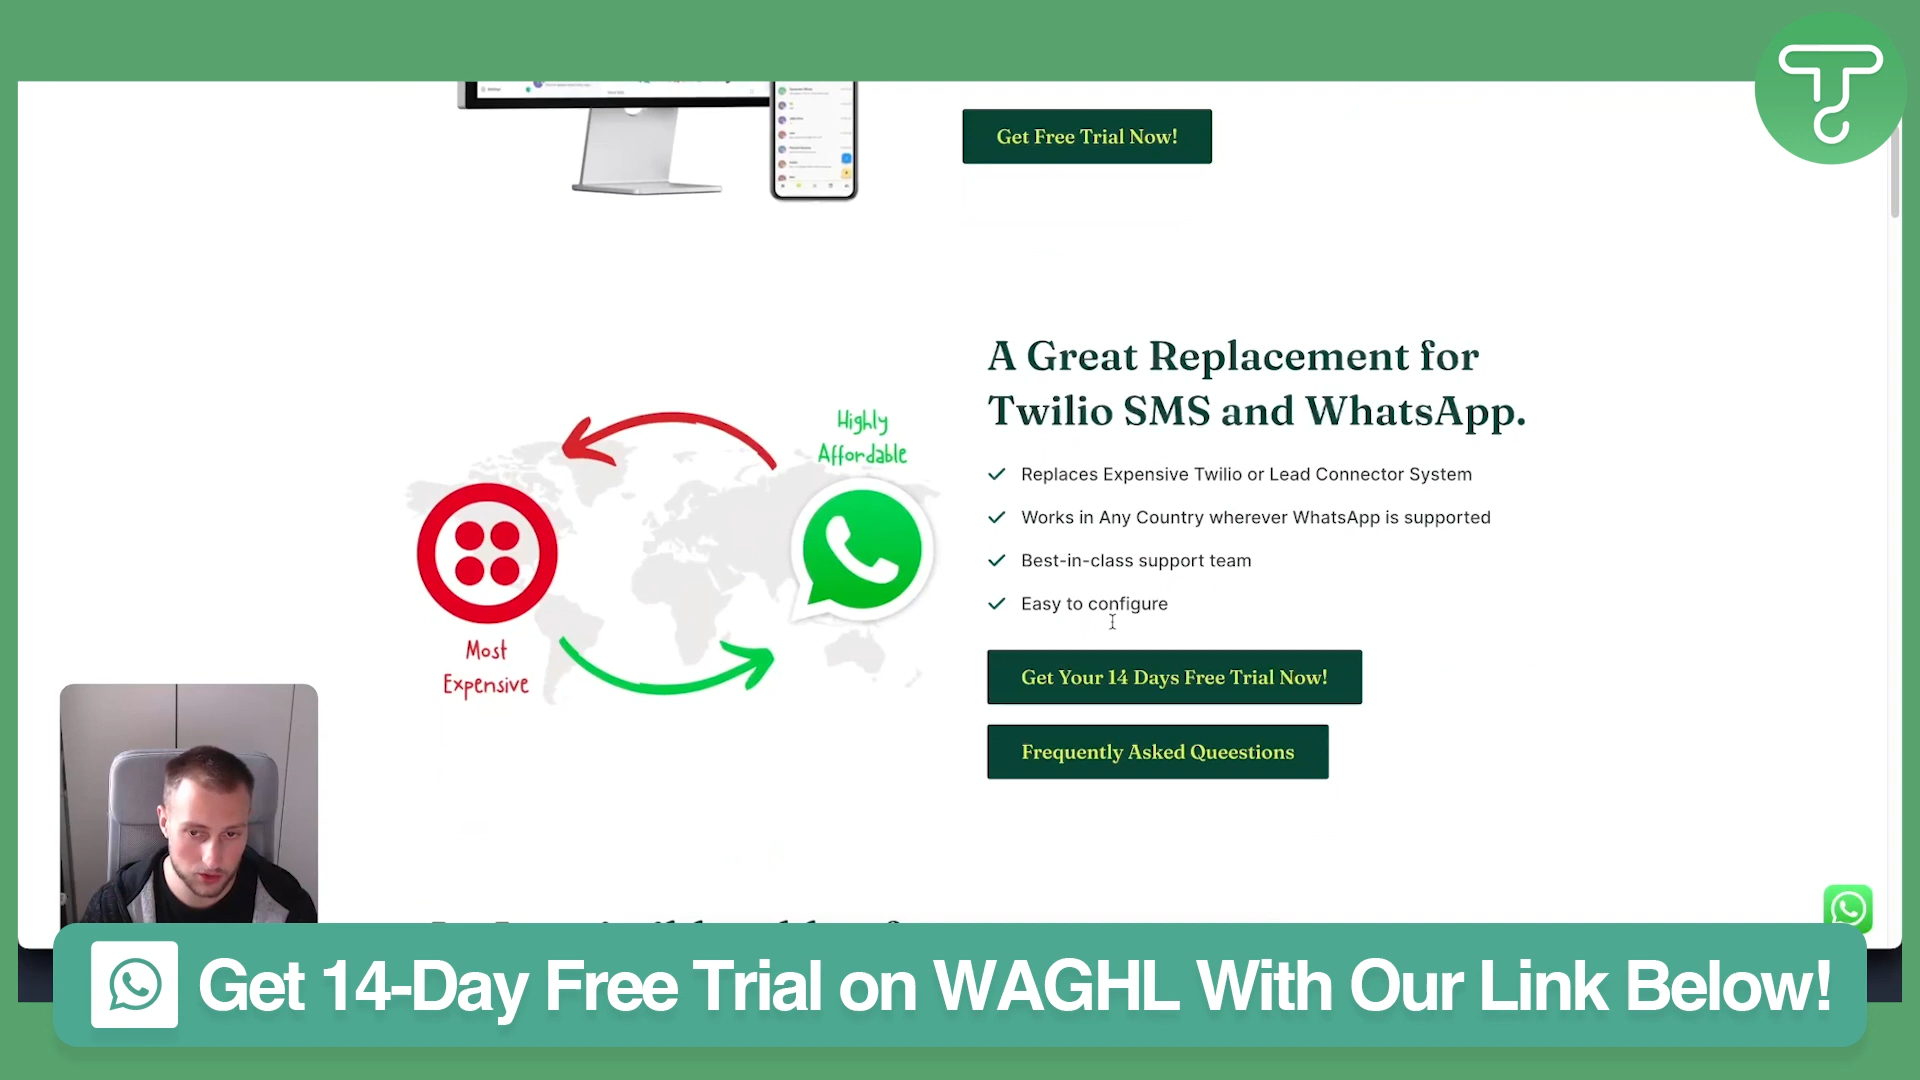 Get Free Trial Now!
A Great Replacement for
Twilio SMS and WhatsApp.
Highly
Affordable
Most
Expensive
Replaces Expensive Twilio or Lead Connector System
Works in Any Country wherever WhatsApp is supported
Best-in-class support team
Easy to configure
Get Your 14 Days Free Trial Now!
Frequently Asked Queestions
Get 14-Day Free Trial on WAGHL With Our Link Below!